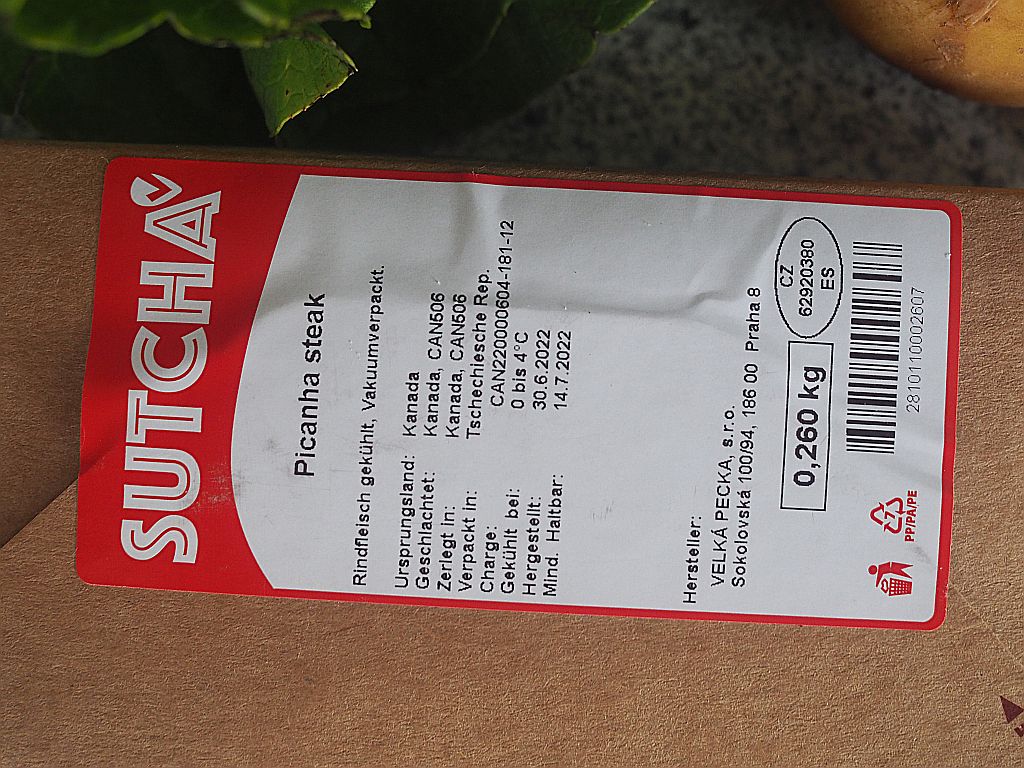 SUTCHA
Picanha steak
Rindfleisch gekühlt, Vakuumverpackt.
Ursprungsland: Kanada
Geschlachtet: Kanada, CAN506
Zerlegt in: Kanada, CAN506
Verpackt in: Tschechiesche Rep.
Charge: CAN220000604-181-12
Gekühlt bei: 0 bis 4°C
Hergestellt: 30.6.2022
Mind. Haltbar: 14.7.2022
Hersteller:
VELKÁ PECKA, s.r.o.
Sokolovská 100/94, 186 00 Praha 8
0,260 kg
CZ
62920380
ES
2810110002607
7
PP/PA/PE